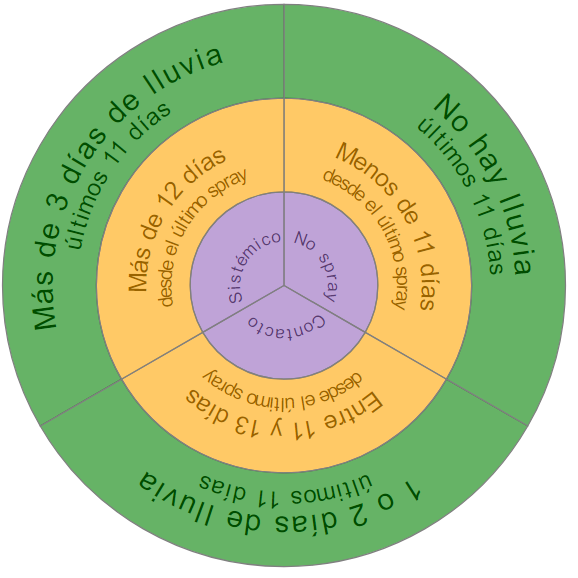 Más de 3 días de lluvia
últimos 11 días
No hay lluvia
últimos 11 días
1 o 2 días de lluvia
últimos 11 días
Más de 12 días
desde el último spray
Menos de 11 días
desde el último spray
Entre 11 y 13 días
desde el último spray
Sistémico
No spray
Contacto